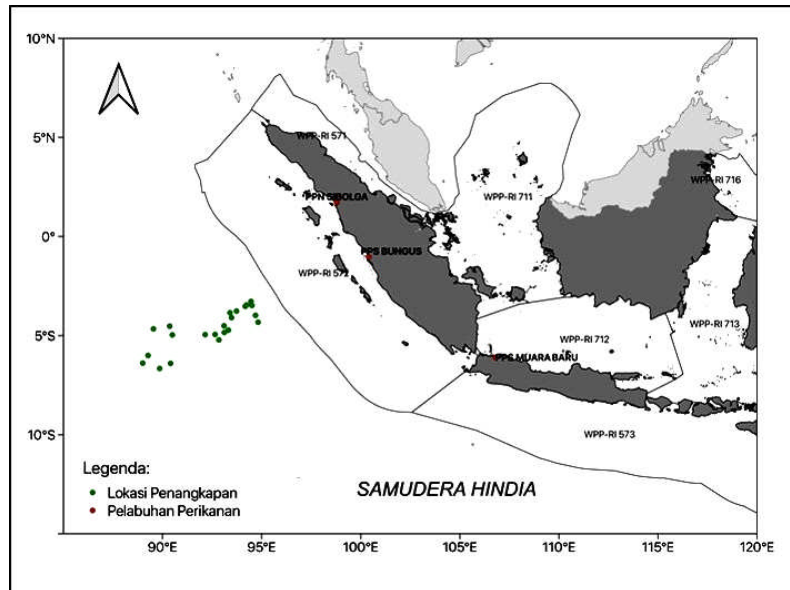 10°N
5°N
0°
5°S
10°S
WPP-RI 571
WPP-RI 716
PPN SIBOLGA
WPP-RI 711
PPS BUNGUS
WPP-RI 572
WPP-RI 713
WPP-RI 712
PPS MUARA BARU
WPP-RI 573
Legenda:
Lokasi Penangkapan
Pelabuhan Perikanan
SAMUDERA HINDIA
90°E 95°E 100°E 105°E 110°E 115°E 120°E